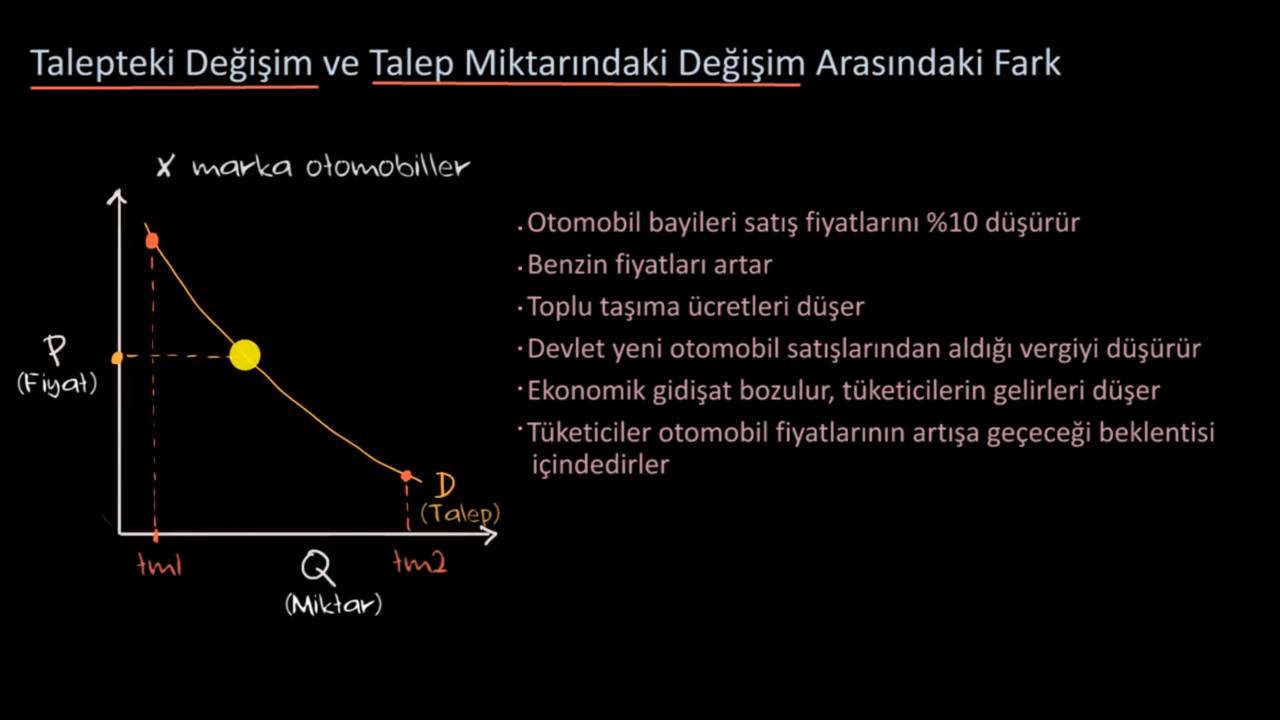 Talepteki Değişim ve Talep Miktarındaki Değişim Arasındaki Fark
X marka otomobiller
P
(Fiyat)
D
(Talep)
tm1
Q
tm2
(Miktar)
. Otomobil bayileri satış fiyatlarını %10 düşürür
. Benzin fiyatları artar
· Toplu taşıma ücretleri düşer
· Devlet yeni otomobil satışlarından aldığı vergiyi düşürür
· Ekonomik gidişat bozulur, tüketicilerin gelirleri düşer
· Tüketiciler otomobil fiyatlarının artışa geçeceği beklentisi
içindedirler